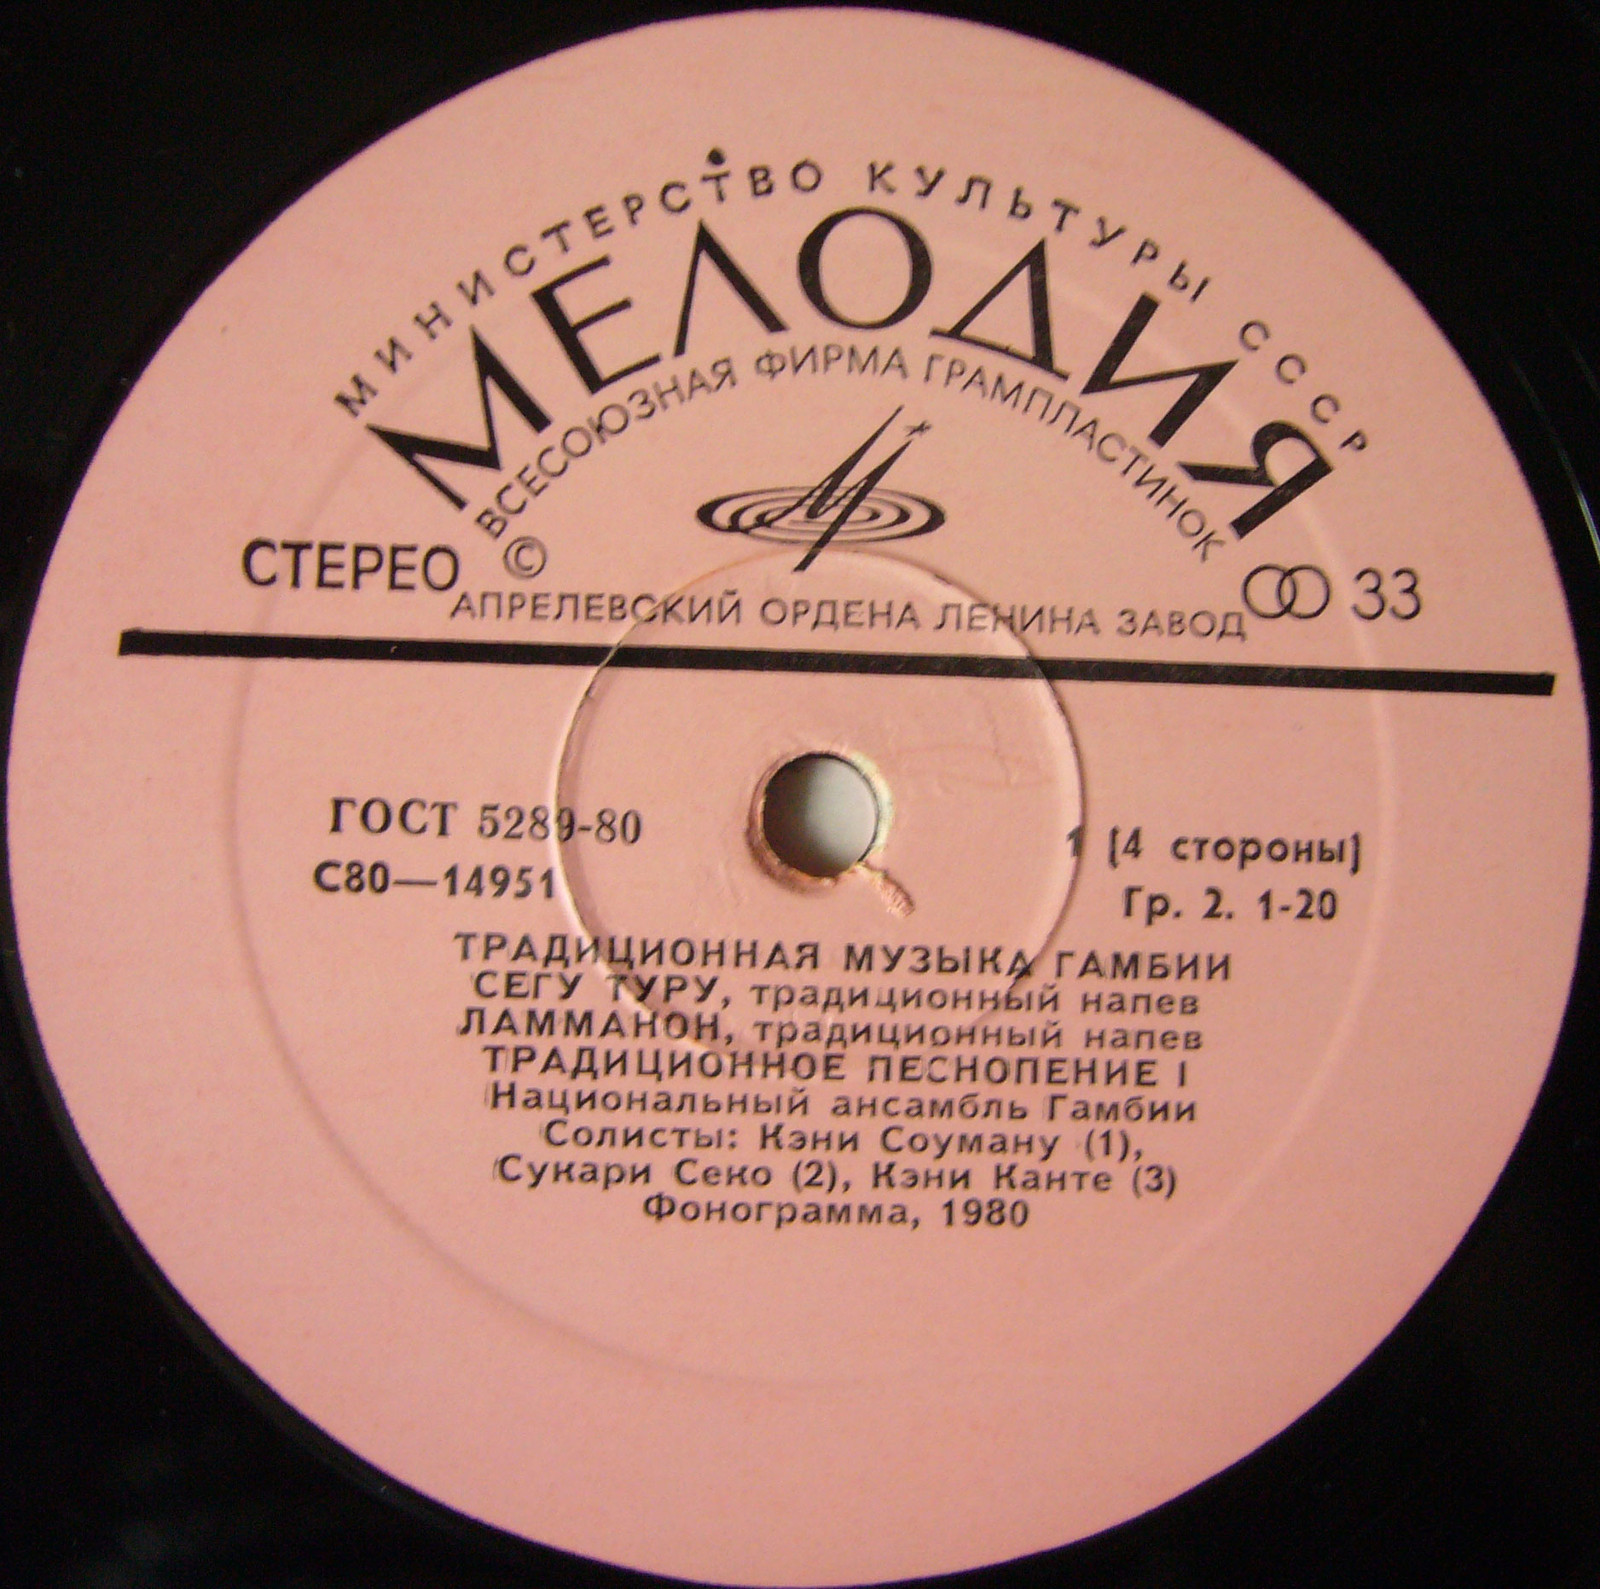 МИНИСТЕРСТВО КУЛЬТУРЫ СССР
МЕЛОДИЯ
ВСЕСОЮЗНАЯ ФИРМА ГРАМПЛАСТИНОК
СТЕРЕО © 33
АПРЕЛЕВСКИЙ ОРДЕНА ЛЕНИНА ЗАВОД
ГОСТ 5289-80
С80—14951
1 (4 стороны)
Гр. 2. 1-20
ТРАДИЦИОННАЯ МУЗЫКА ГАМБИИ
СЕГУ ТУРУ, традиционный напев
ЛАММАНОН, традиционный напев
ТРАДИЦИОННОЕ ПЕСНОПЕНИЕ I
Национальный ансамбль Гамбии
Солисты: Кэни Соуману (1),
Сукари Секо (2), Кэни Канте (3)
Фонограмма, 1980